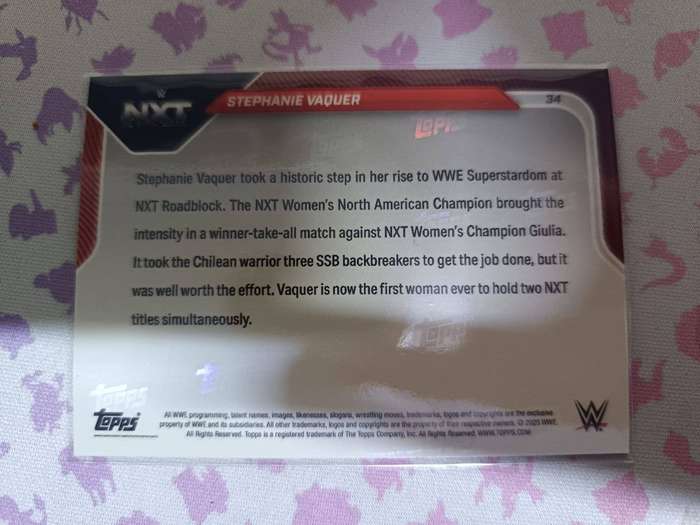 W
NXT
STEPHANIE VAQUER
34
TOPPS
Stephanie Vaquer took a historic step in her rise to WWE Superstardom at
NXT Roadblock. The NXT Women's North American Champion brought the
intensity in a winner-take-all match against NXT Women's Champion Giulia.
It took the Chilean warrior three SSB backbreakers to get the job done, but it
was well worth the effort. Vaquer is now the first woman ever to hold two NXT
titles simultaneously.
Topps
Topps
All WWE programming, talent names, images, likenesses, slogans, wrestling moves, trademarks, logos and copyrights are the exclusive
property of WWE and its subsidiaries. All other trademarks, logos and copyrights are the property of their respective owners. © 2025 WWE.
All Rights Reserved. Topps is a registered trademark of The Topps Company, Inc. All Rights Reserved. WWW.TOPPS.COM
W